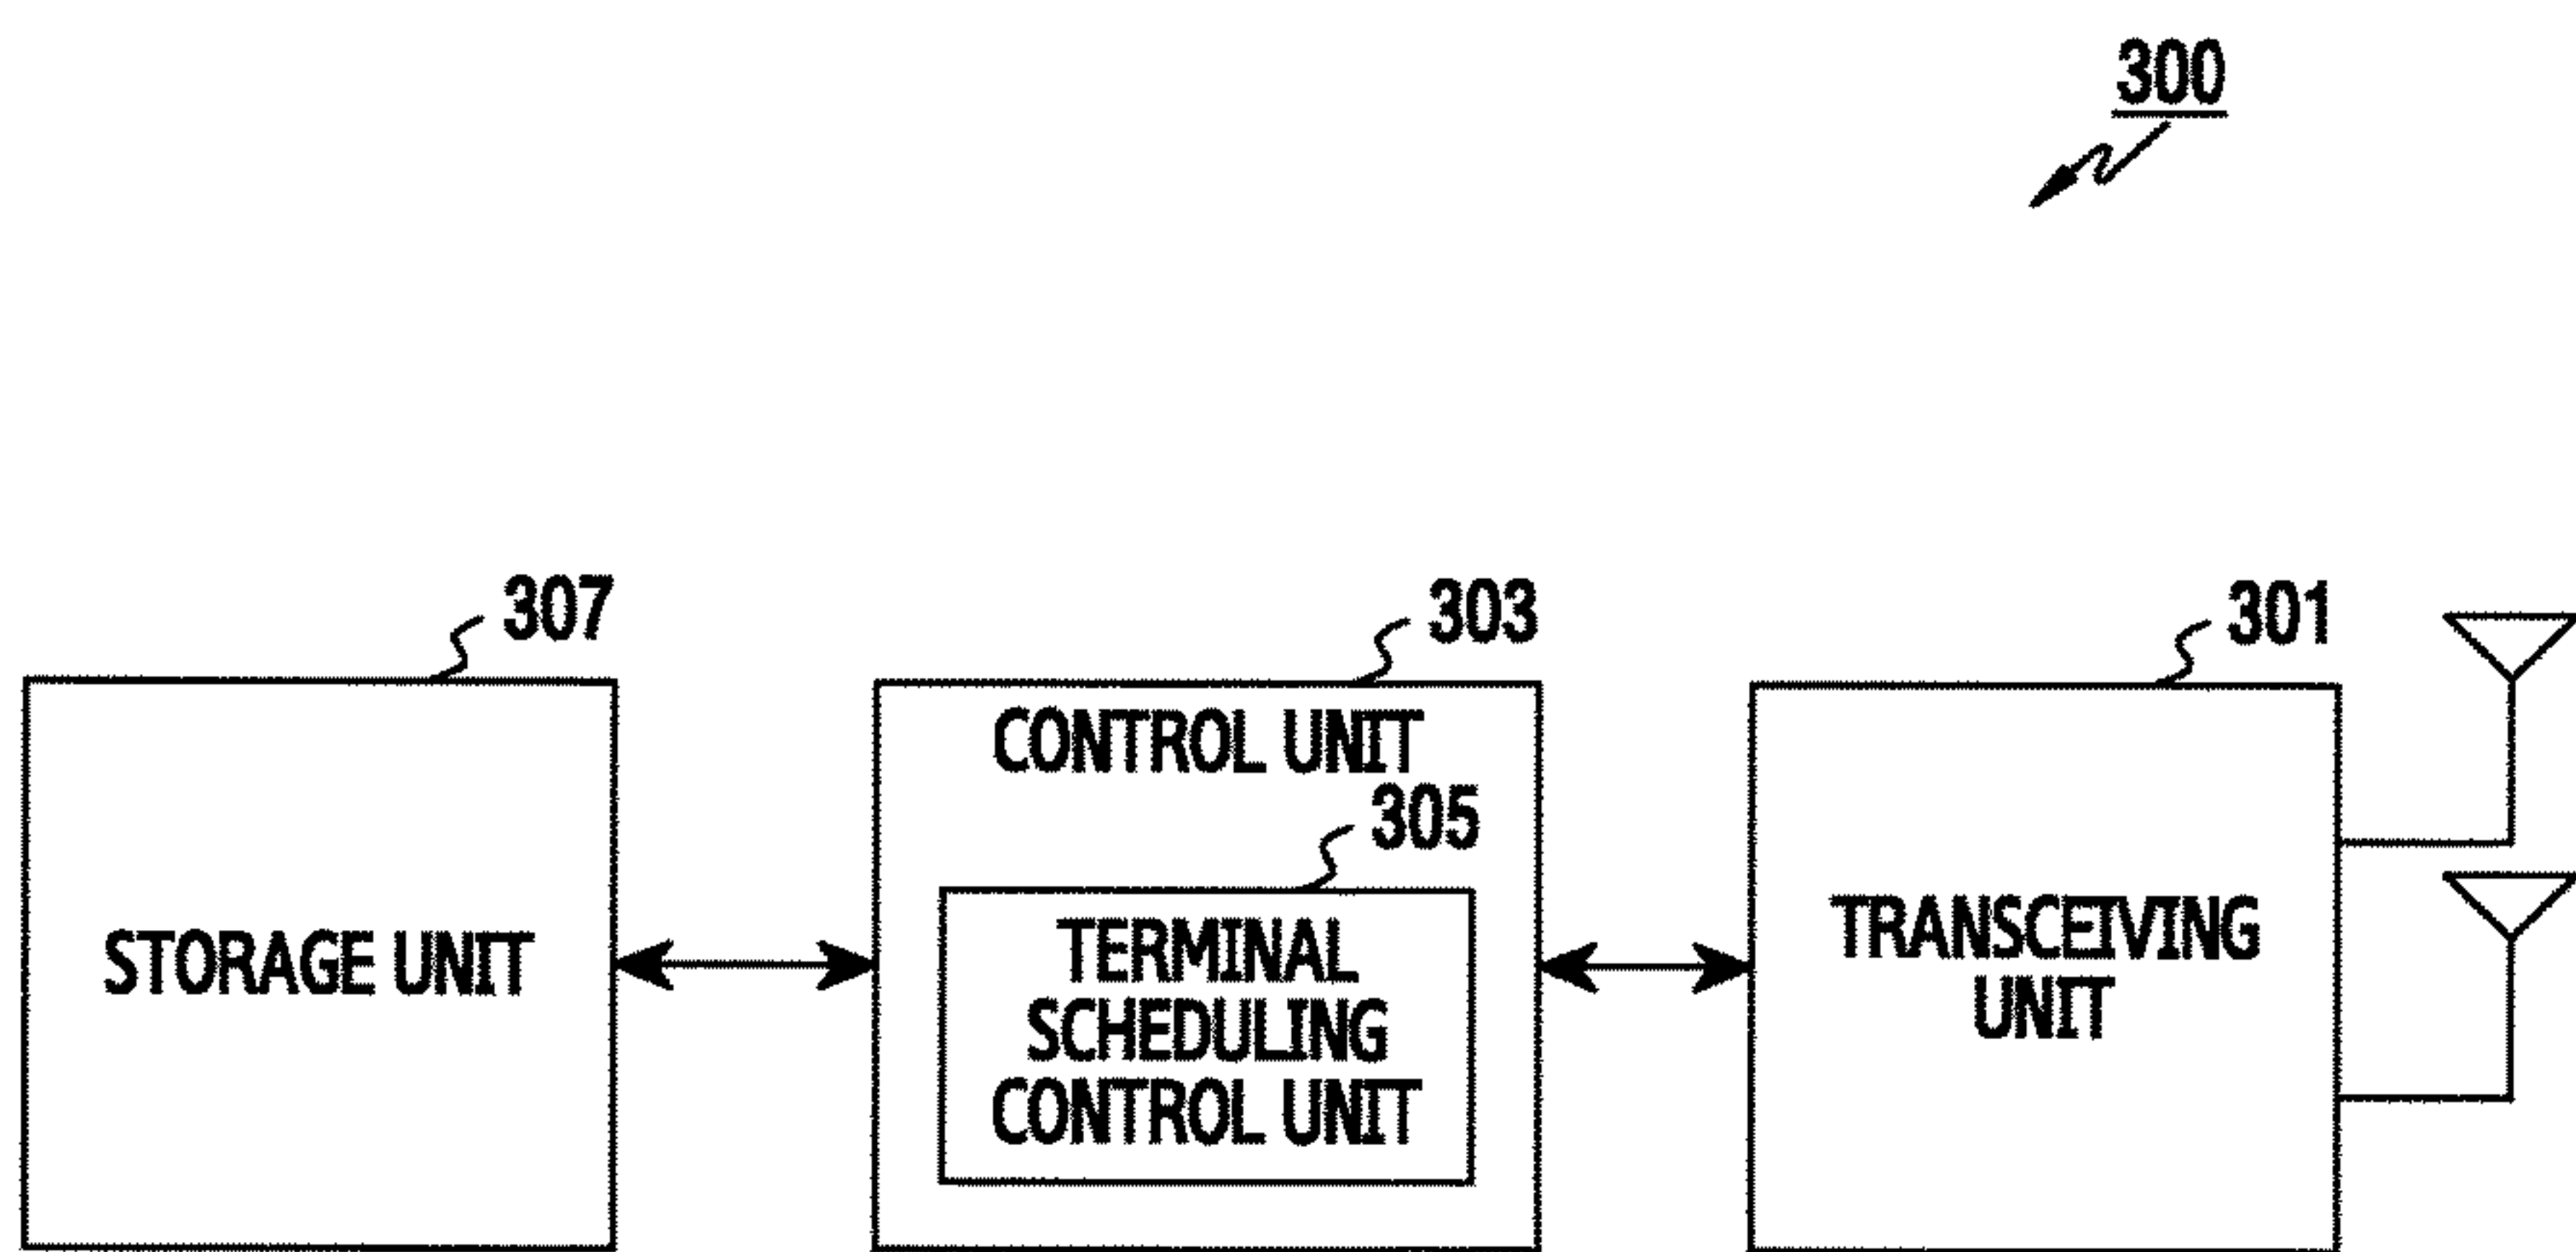 300
307
303
301
CONTROL UNIT
305
STORAGE UNIT
TERMINAL
SCHEDULING
CONTROL UNIT
TRANSCEIVING
UNIT